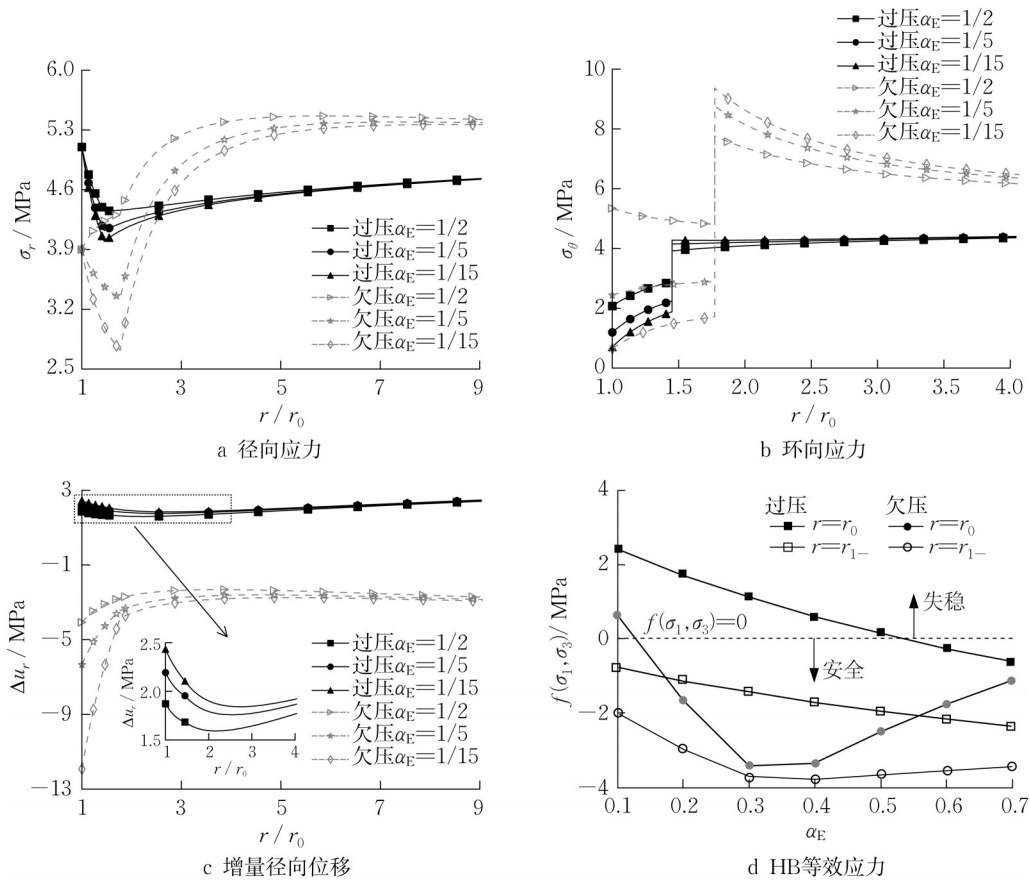 6.0
5.3
4.6
3.9
3.2
2.5
σr / MPa
过压αE=1/2
过压αE=1/5
过压αE=1/15
欠压αE=1/2
欠压αE=1/5
欠压αE=1/15
1 3 5 7 9
r / r0
a 径向应力
过压αE=1/2
过压αE=1/5
过压αE=1/15
欠压αE=1/2
欠压αE=1/5
欠压αE=1/15
10
8
6
4
2
0
σθ / MPa
1.0 1.5 2.0 2.5 3.0 3.5 4.0
r / r0
b 环向应力
3
−1
−5
−9
−13
Δur / MPa
2.5
2.0
1.5
Δur / MPa
1 2 3 4
r / r0
过压αE=1/2
过压αE=1/5
过压αE=1/15
欠压αE=1/2
欠压αE=1/5
欠压αE=1/15
1 3 5 7 9
r / r0
c 增量径向位移
4
2
0
−2
−4
f(σ1,σ3)/ MPa
过压 欠压
r=r0 r=r0
r=r1− r=r1−
失稳
f(σ1,σ3)=0
安全
0.1 0.2 0.3 0.4 0.5 0.6 0.7
αE
d HB等效应力